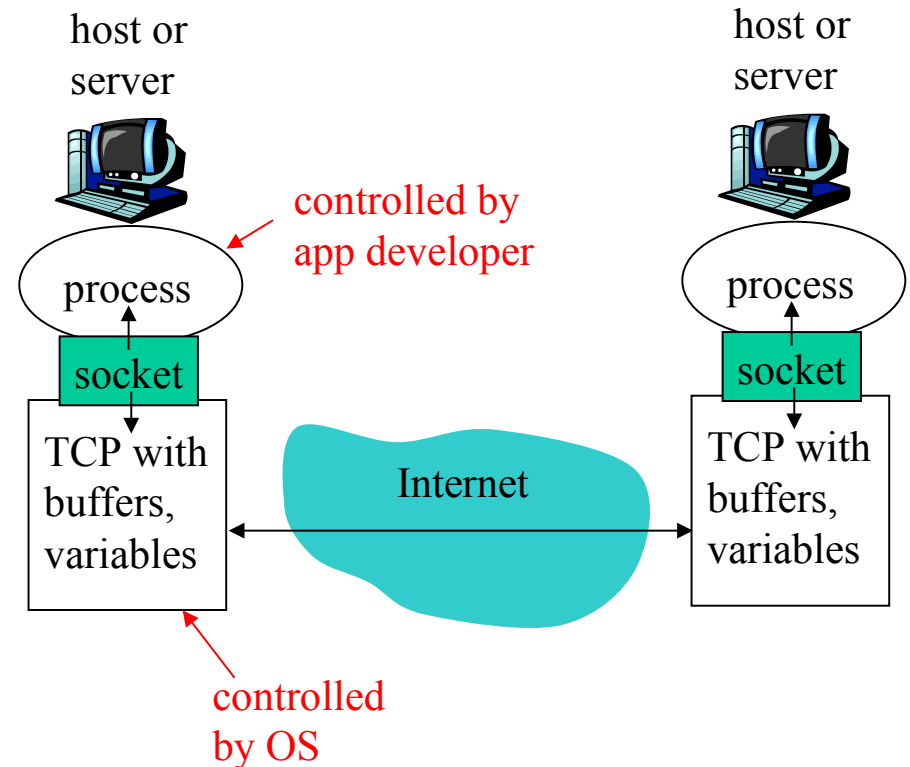 host or
server
host or
server
controlled by
app developer
process
process
socket
socket
TCP with
buffers,
variables
Internet
TCP with
buffers,
variables
controlled
by OS